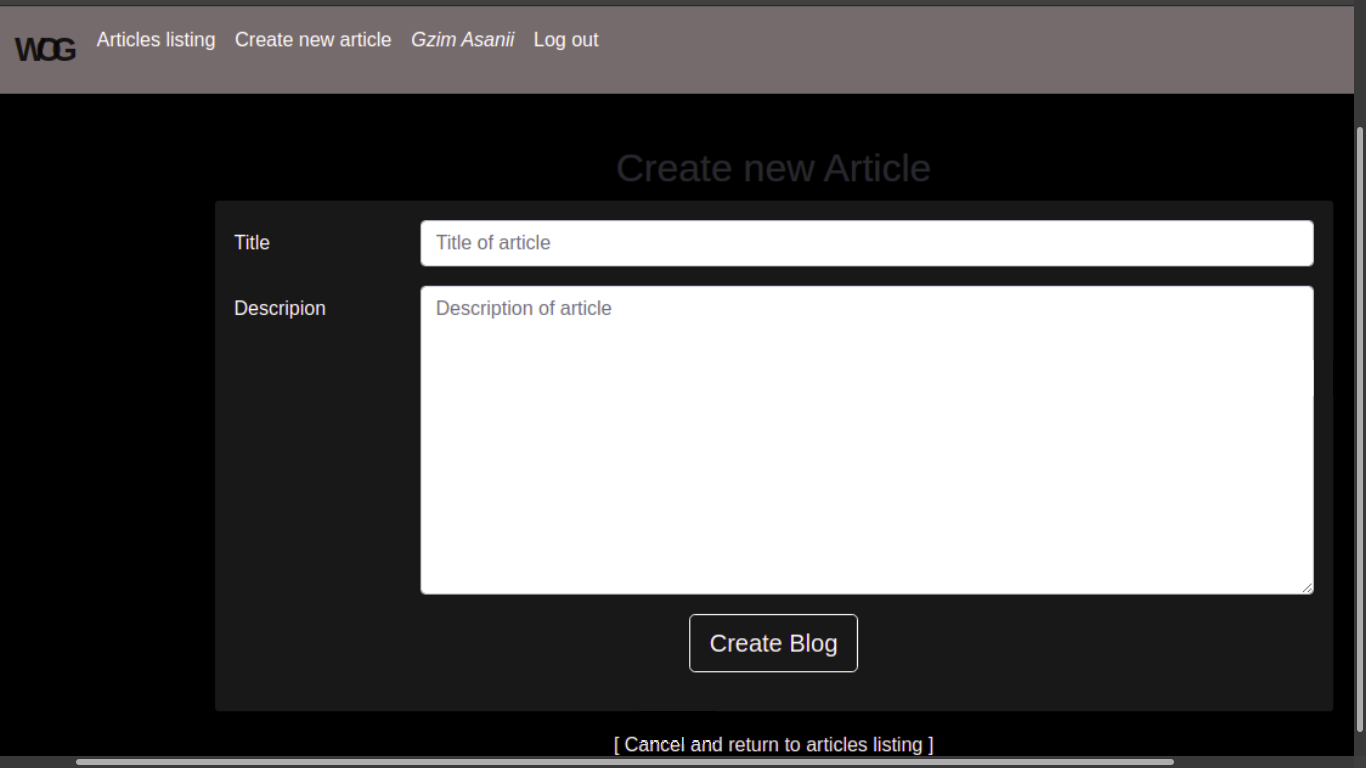 WOG Articles listing Create new article Gzim Asanii Log out
Create new Article
Title Title of article
Descripion Description of article
Create Blog
[ Cancel and return to articles listing ]